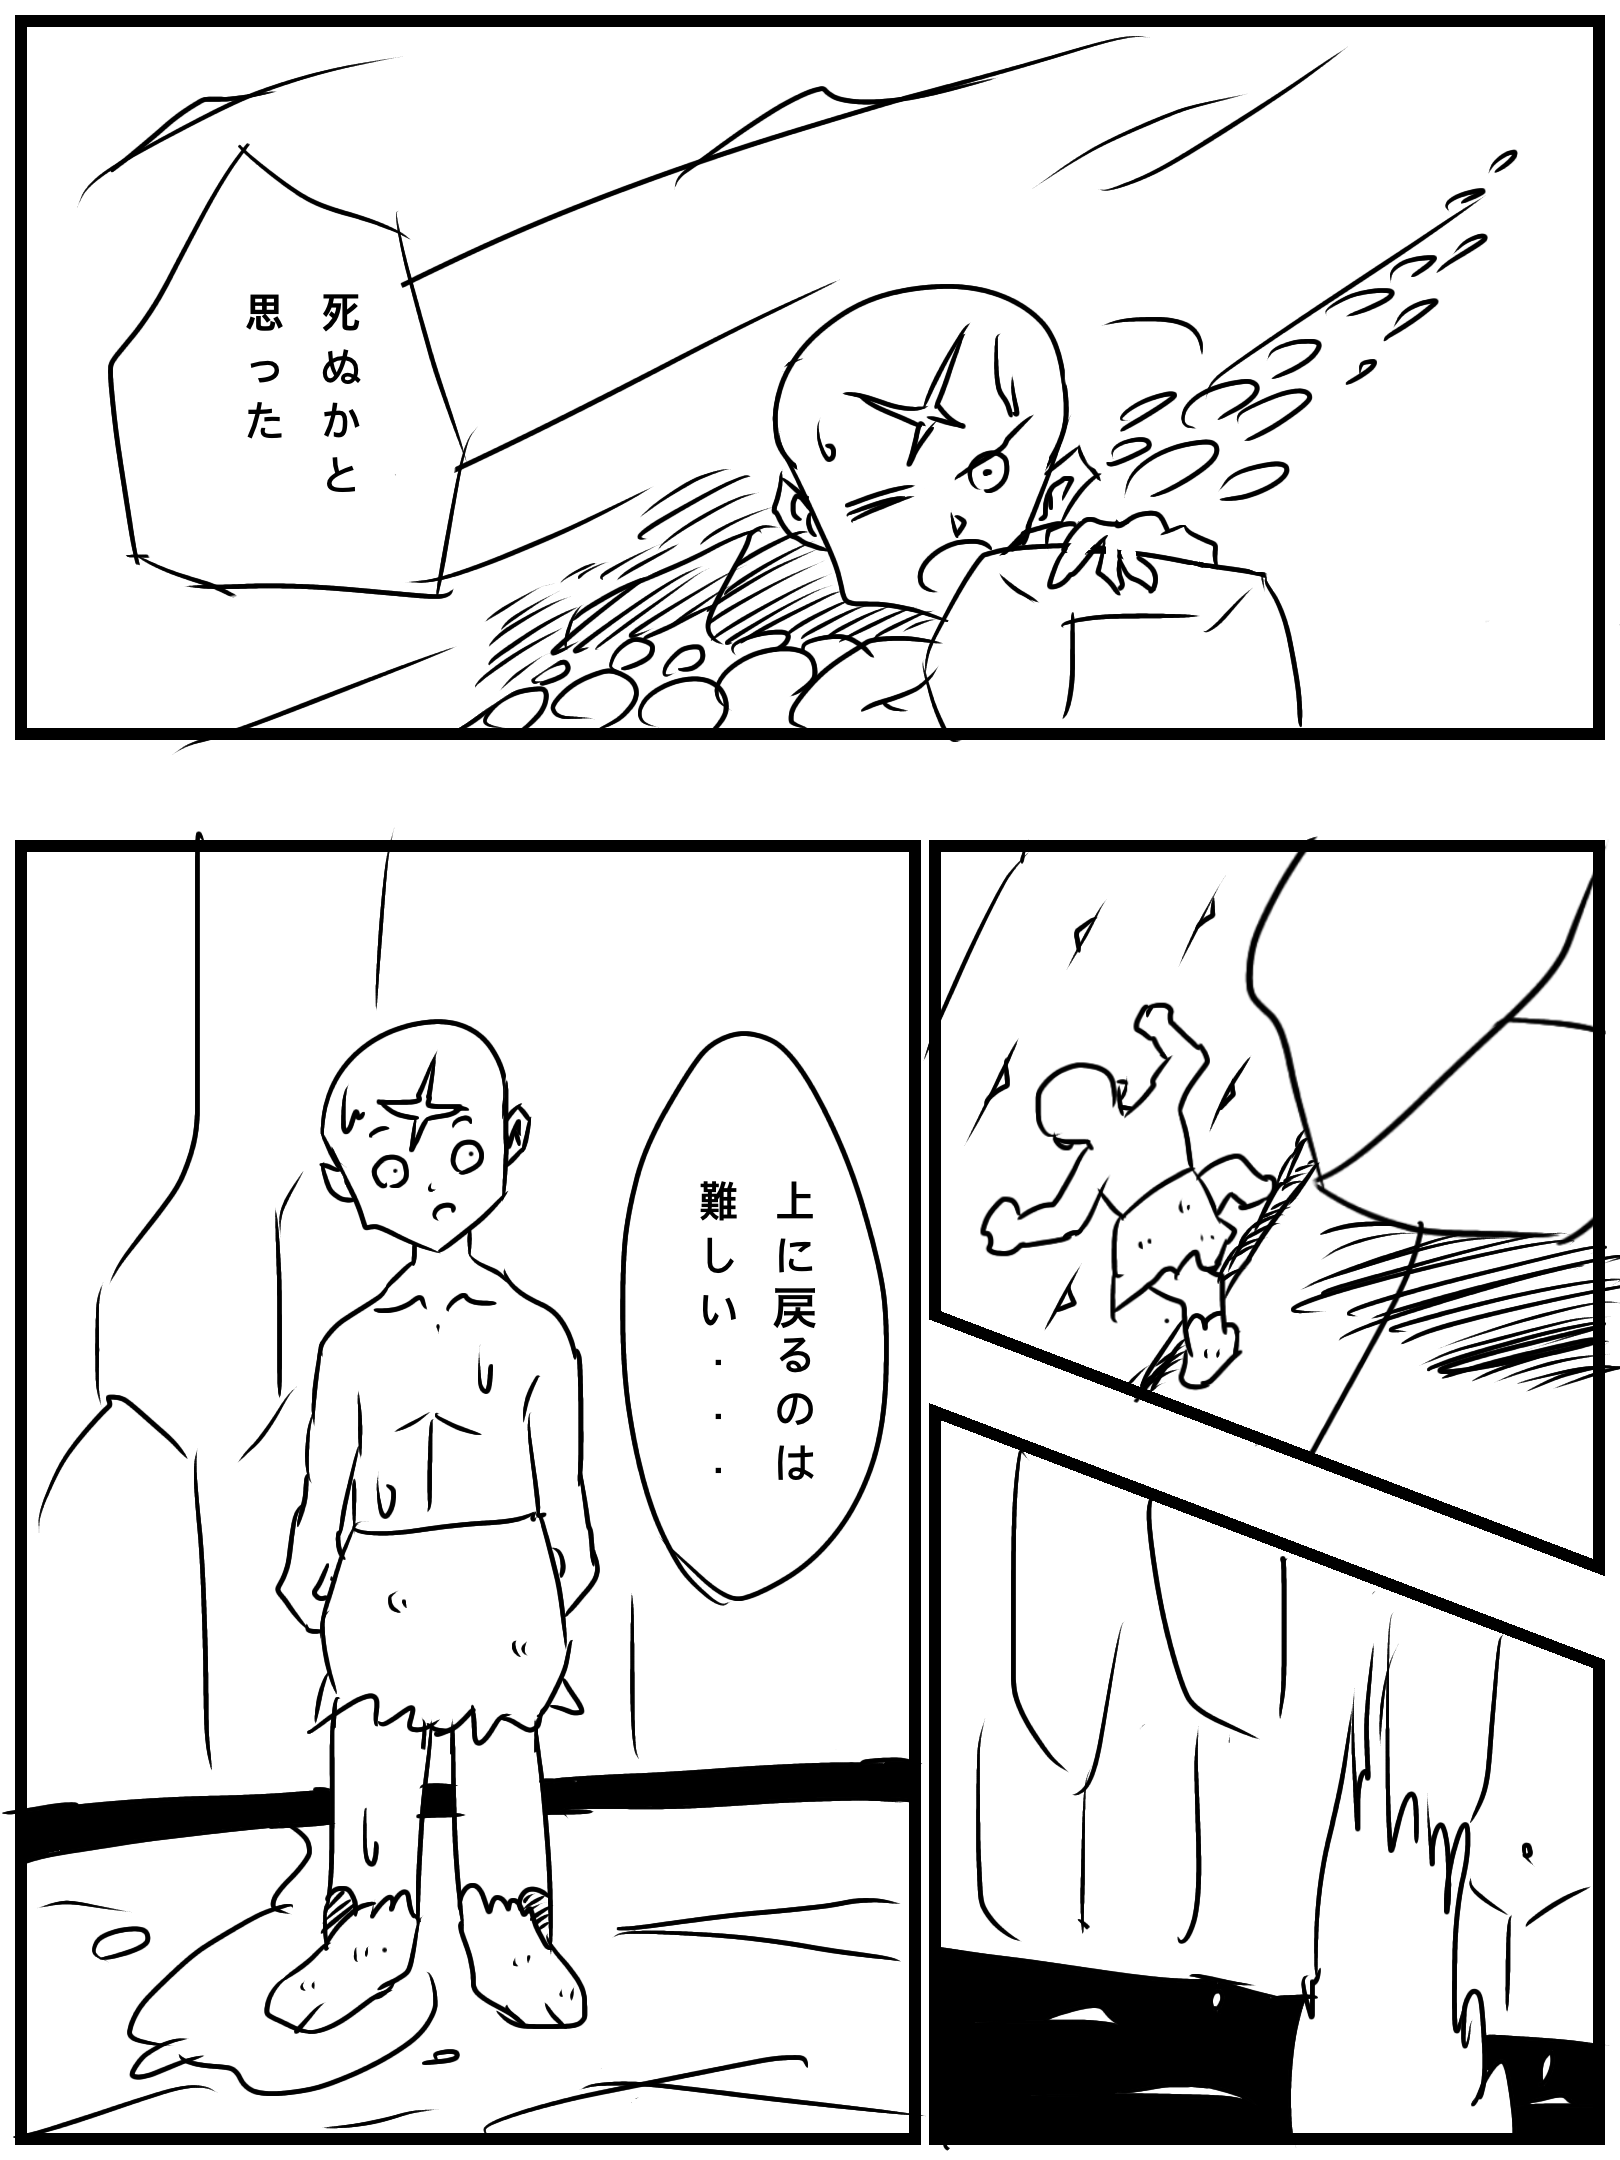 死ぬかと
思った
上に戻るのは
難しい...